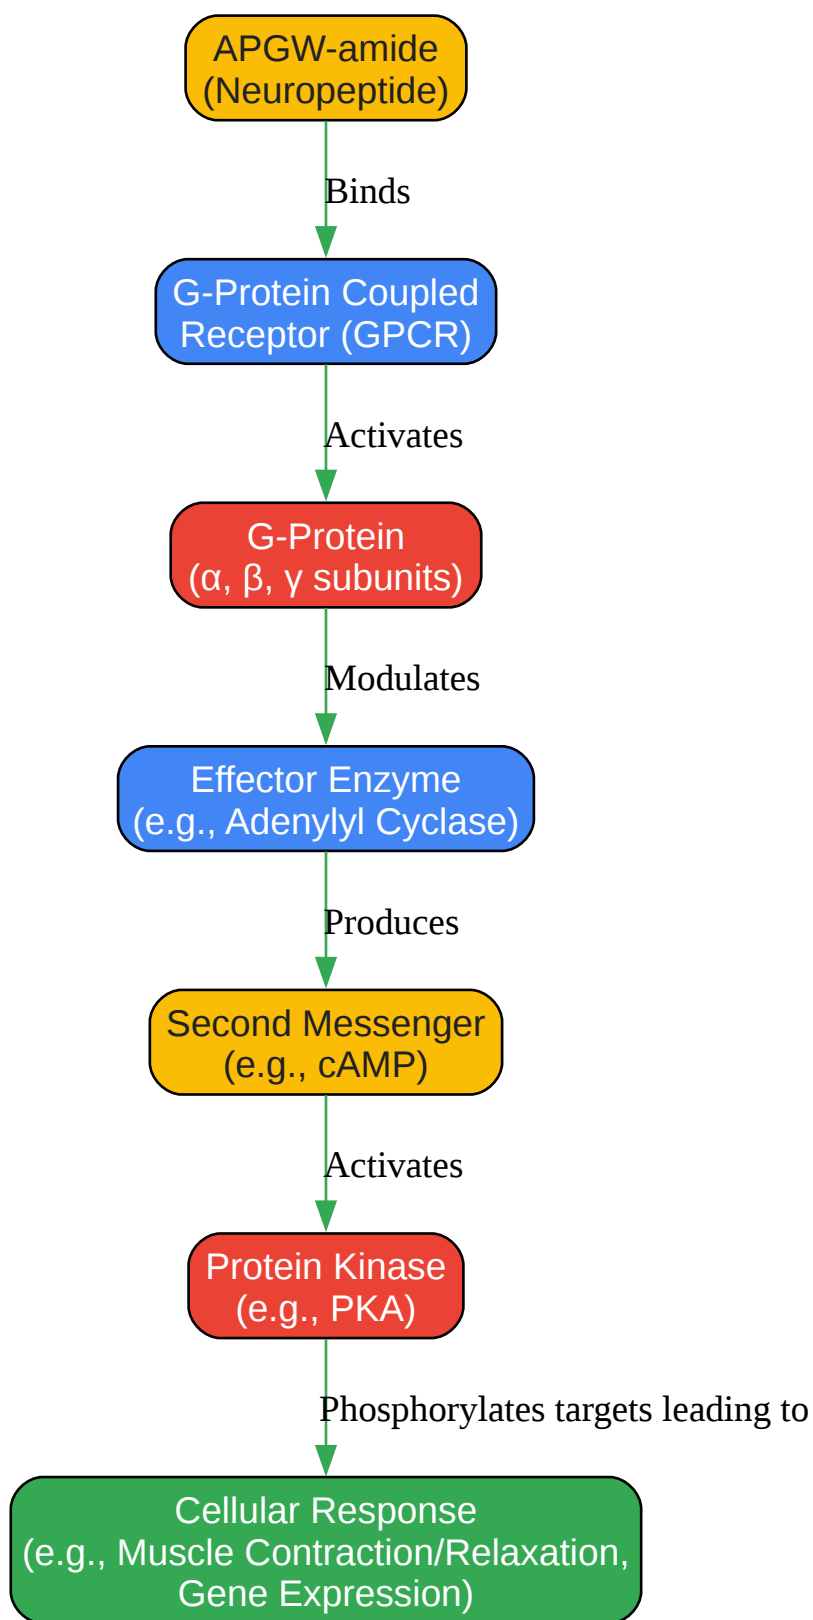 APGW-amide
(Neuropeptide)
Binds
G-Protein Coupled
Receptor (GPCR)
Activates
G-Protein
(α, β, γ subunits)
Modulates
Effector Enzyme
(e.g., Adenylyl Cyclase)
Produces
Second Messenger
(e.g., cAMP)
Activates
Protein Kinase
(e.g., PKA)
Phosphorylates targets leading to
Cellular Response
(e.g., Muscle Contraction/Relaxation,
Gene Expression)